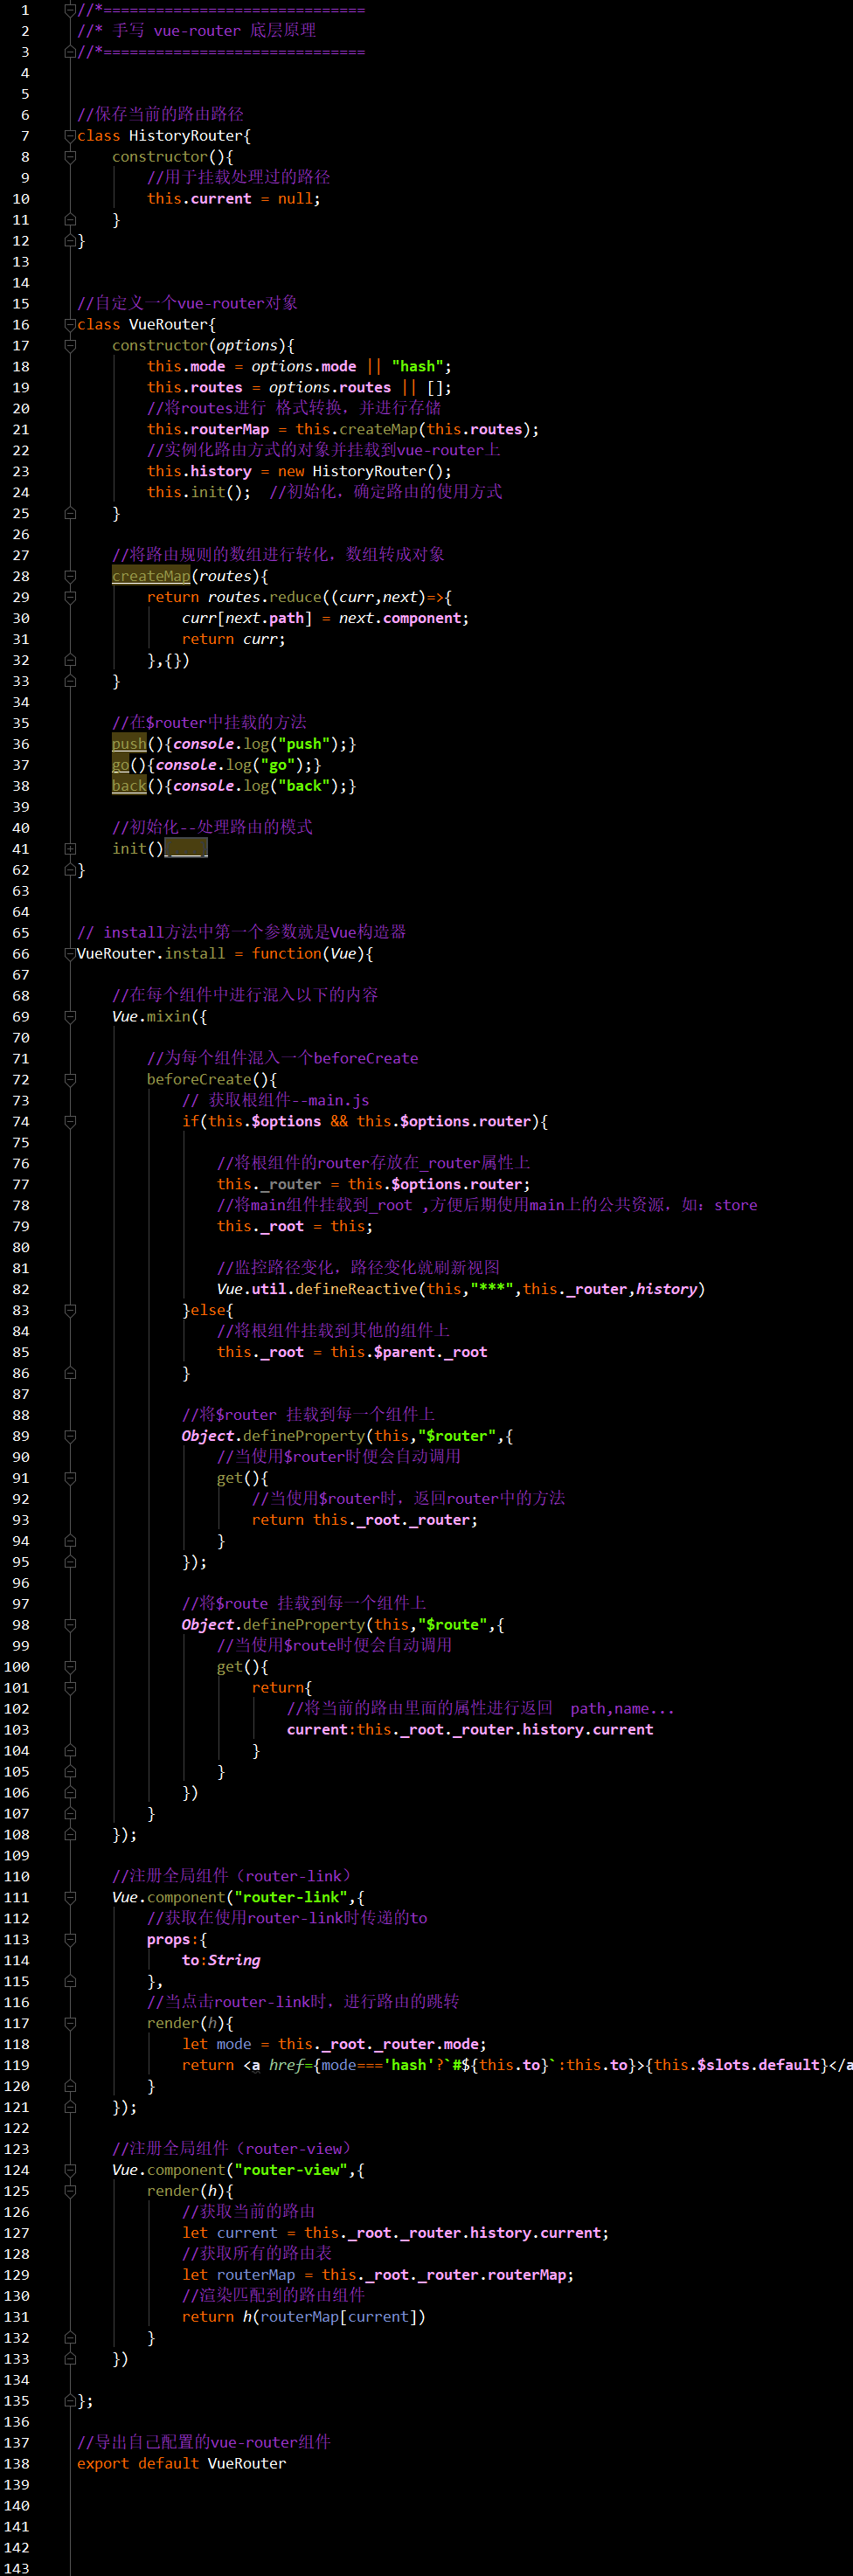 1 //*==============================
2 //* 手写 vue-router 底层原理
3 //*==============================
4
5
6 //保存当前的路由路径
7 class HistoryRouter{
8     constructor(){
9         //用于挂载处理过的路径
10         this.current = null;
11     }
12 }
13
14
15 //自定义一个vue-router对象
16 class VueRouter{
17     constructor(options){
18         this.mode = options.mode || "hash";
19         this.routes = options.routes || [];
20         //将routes进行 格式转换，并进行存储
21         this.routerMap = this.createMap(this.routes);
22         //实例化路由方式的对象并挂载到vue-router上
23         this.history = new HistoryRouter();
24         this.init();  //初始化，确定路由的使用方式
25     }
26
27     //将路由规则的数组进行转化，数组转成对象
28     createMap(routes){
29         return routes.reduce((curr,next)=>{
30             curr[next.path] = next.component;
31             return curr;
32         },{})
33     }
34
35     //在$router中挂载的方法
36     push(){console.log("push");}
37     go(){console.log("go");}
38     back(){console.log("back");}
39
40     //初始化--处理路由的模式
41     init(){...}
62 }
63
64
65 // install方法中第一个参数就是Vue构造器
66 VueRouter.install = function(Vue){
67
68     //在每个组件中进行混入以下的内容
69     Vue.mixin({
70
71         //为每个组件混入一个beforeCreate
72         beforeCreate(){
73             // 获取根组件--main.js
74             if(this.$options && this.$options.router){
75
76                 //将根组件的router存放在_router属性上
77                 this._router = this.$options.router;
78                 //将main组件挂载到_root ,方便后期使用main上的公共资源，如：store
79                 this._root = this;
80
81                 //监控路径变化，路径变化就刷新视图
82                 Vue.util.defineReactive(this,"***",this._router,history)
83             }else{
84                 //将根组件挂载到其他的组件上
85                 this._root = this.$parent._root
86             }
87
88             //将$router 挂载到每一个组件上
89             Object.defineProperty(this,"$router",{
90                 //当使用$router时便会自动调用
91                 get(){
92                     //当使用$router时，返回router中的方法
93                     return this._root._router;
94                 }
95             });
96
97             //将$route 挂载到每一个组件上
98             Object.defineProperty(this,"$route",{
99                 //当使用$route时便会自动调用
100                 get(){
101                     return{
102                         //将当前的路由里面的属性进行返回  path,name...
103                         current:this._root._router.history.current
104                     }
105                 }
106             })
107         }
108     });
109
110     //注册全局组件（router-link）
111     Vue.component("router-link",{
112         //获取在使用router-link时传递的to
113         props:{
114             to:String
115         },
116         //当点击router-link时，进行路由的跳转
117         render(h){
118             let mode = this._root._router.mode;
119             return <a href={mode==='hash'?`#${this.to}`:this.to}>{this.$slots.default}</a
120         }
121     });
122
123     //注册全局组件（router-view）
124     Vue.component("router-view",{
125         render(h){
126             //获取当前的路由
127             let current = this._root._router.history.current;
128             //获取所有的路由表
129             let routerMap = this._root._router.routerMap;
130             //渲染匹配到的路由组件
131             return h(routerMap[current])
132         }
133     })
134
135 };
136
137 //导出自己配置的vue-router组件
138 export default VueRouter
139
140
141
142
143